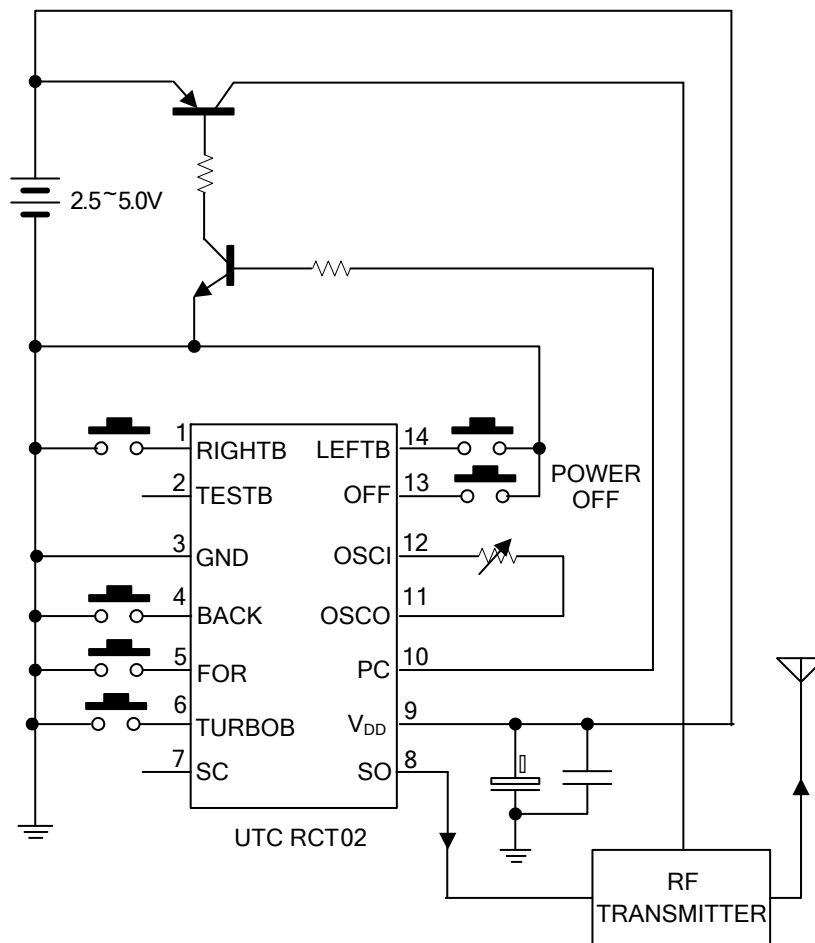 2.5~5.0V
1 RIGHTB LEFTB 14
2 TESTB OFF 13
POWER
OFF
3 GND OSCI 12
4 BACK OSCO 11
5 FOR PC 10
6 TURBOB VDD 9
7 SC SO 8
UTC RCT02
RF
TRANSMITTER